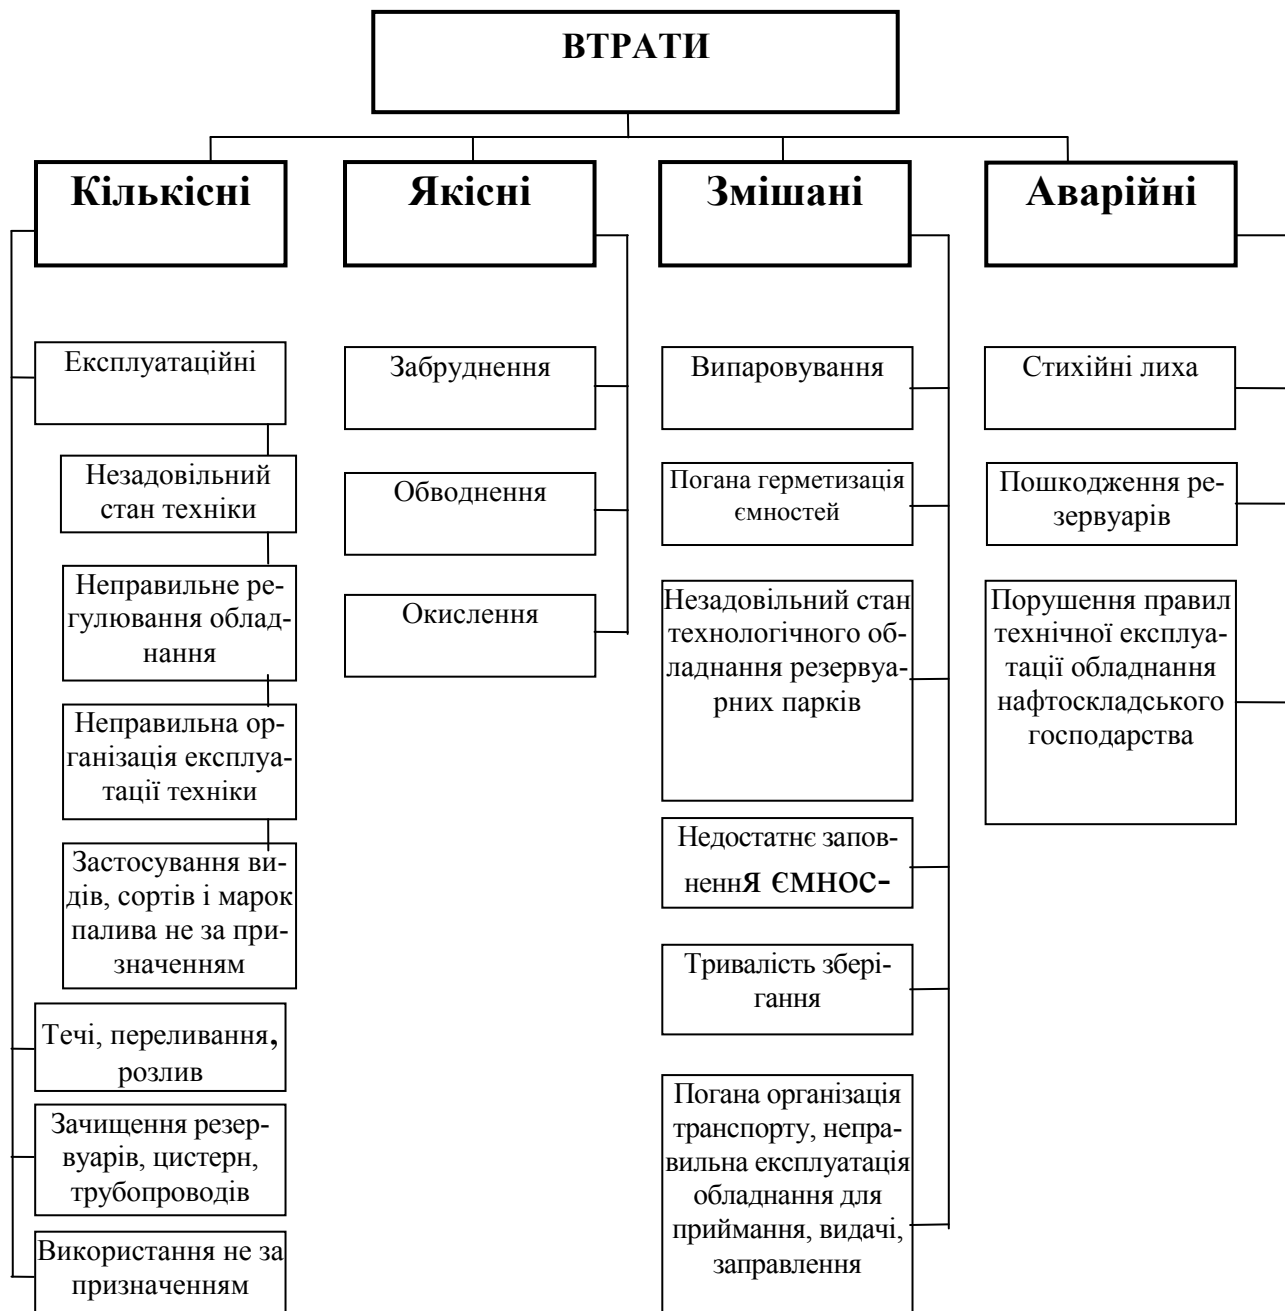 ВТРАТИ
Кількісні
Експлуатаційні
Незадовільний
стан техніки
Неправильне ре-
гулювання облад-
нання
Неправильна ор-
ганізація експлуа-
тації техніки
Застосування ви-
дів, сортів і марок
палива не за при-
значенням
Течі, переливання,
розлив
Зачищення резер-
вуарів, цистерн,
трубопроводів
Використання не за
призначенням
Якісні
Забруднення
Обводнення
Окислення
Змішані
Випаровування
Погана герметизація
ємностей
Незадовільний стан
технологічного об-
ладнання резервуа-
рних парків
Недостатнє запов-
нення ємнос-
Тривалість збері-
гання
Погана організація
транспорту, непра-
вильна експлуатація
обладнання для
приймання, видачі,
заправлення
Аварійні
Стихійні лиха
Пошкодження ре-
зервуарів
Порушення правил
технічної експлуа-
тації обладнання
нафтоскладського
господарства